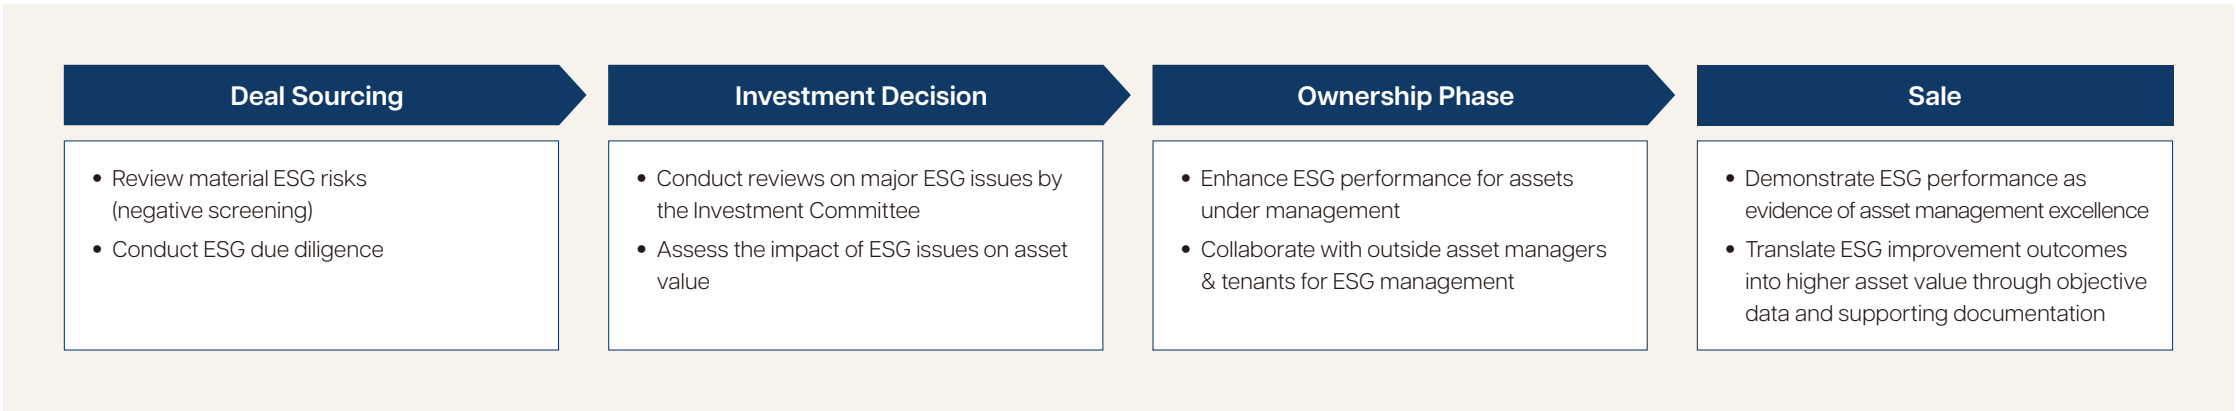 Deal Sourcing
• Review material ESG risks
(negative screening)
• Conduct ESG due diligence
Investment Decision
• Conduct reviews on major ESG issues by
the Investment Committee
• Assess the impact of ESG issues on asset
value
Ownership Phase
• Enhance ESG performance for assets
under management
• Collaborate with outside asset managers
& tenants for ESG management
Sale
• Demonstrate ESG performance as
evidence of asset management excellence
• Translate ESG improvement outcomes
into higher asset value through objective
data and supporting documentation